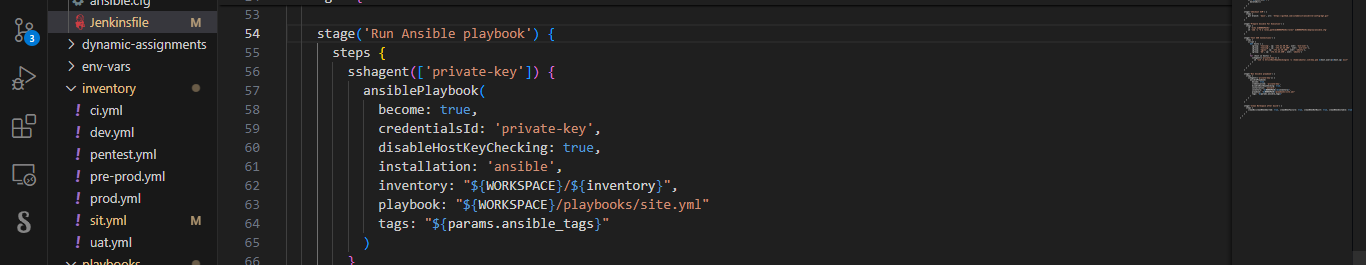 ansible.cfg
Jenkinsfile M
dynamic-assignments
env-vars
inventory
ci.yml
dev.yml
pentest.yml
pre-prod.yml
prod.yml
sit.yml M
uat.yml
playbooks
3
53
54 stage('Run Ansible playbook') {
55 steps {
56 sshagent(['private-key']) {
57 ansiblePlaybook(
58 become: true,
59 credentialsId: 'private-key',
60 disableHostKeyChecking: true,
61 installation: 'ansible',
62 inventory: "${WORKSPACE}/${inventory}",
63 playbook: "${WORKSPACE}/playbooks/site.yml"
64 tags: "${params.ansible_tags}"
65 )
66 }